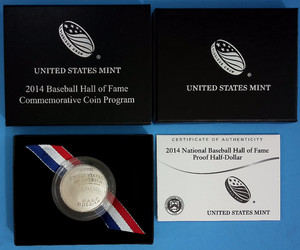 UNITED STATES MINT
2014 Baseball Hall of Fame
Commemorative Coin Program
UNITED STATES MINT
CERTIFICATE OF AUTHENTICITY
2014 National Baseball Hall of Fame
Proof Half-Dollar
UNITED STATES MINT